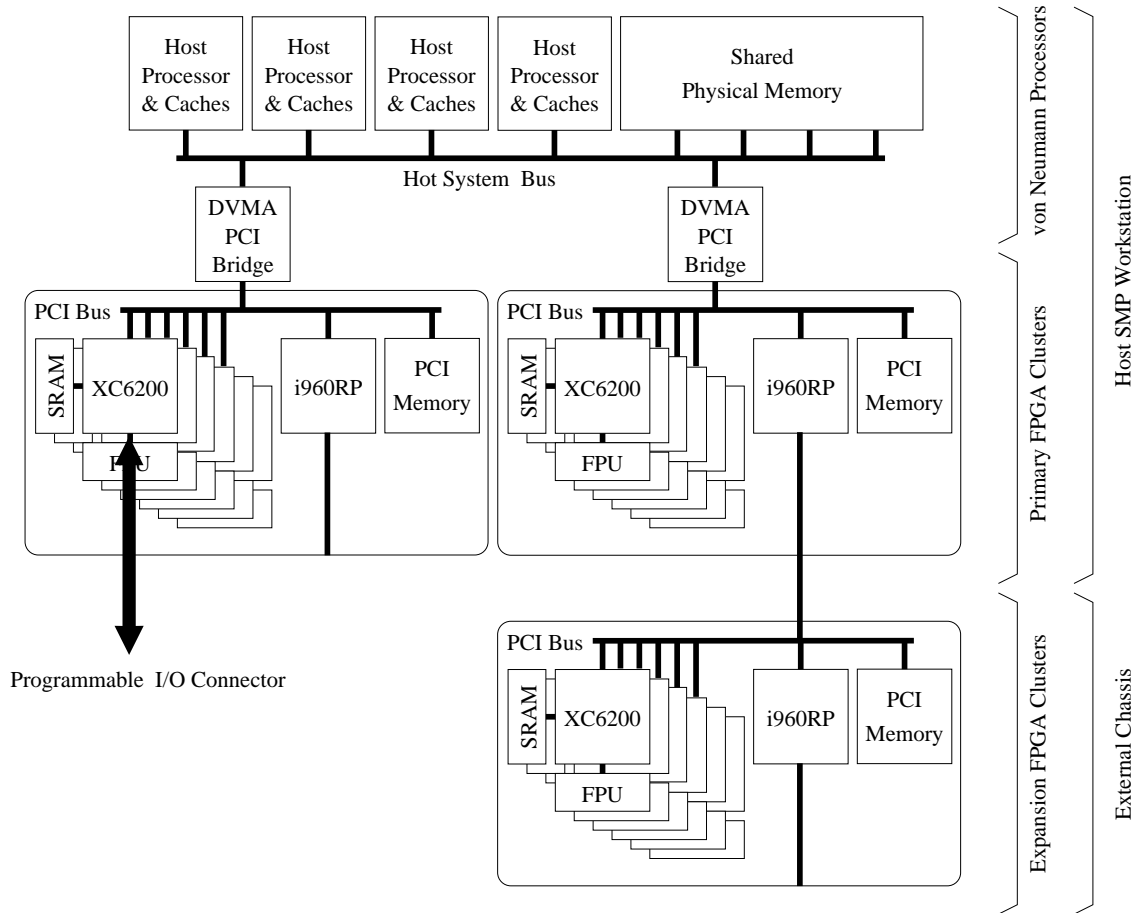 Host
Processor
& Caches
Host
Processor
& Caches
Host
Processor
& Caches
Host
Processor
& Caches
Shared
Physical Memory
Hot System Bus
DVMA
PCI
Bridge
DVMA
PCI
Bridge
PCI Bus
SRAM
XC6200
FPU
i960RP
PCI
Memory
PCI Bus
SRAM
XC6200
FPU
i960RP
PCI
Memory
Programmable I/O Connector
PCI Bus
SRAM
XC6200
FPU
i960RP
PCI
Memory
von Neumann Processors
Primary FPGA Clusters
Expansion FPGA Clusters
Host SMP Workstation
External Chassis